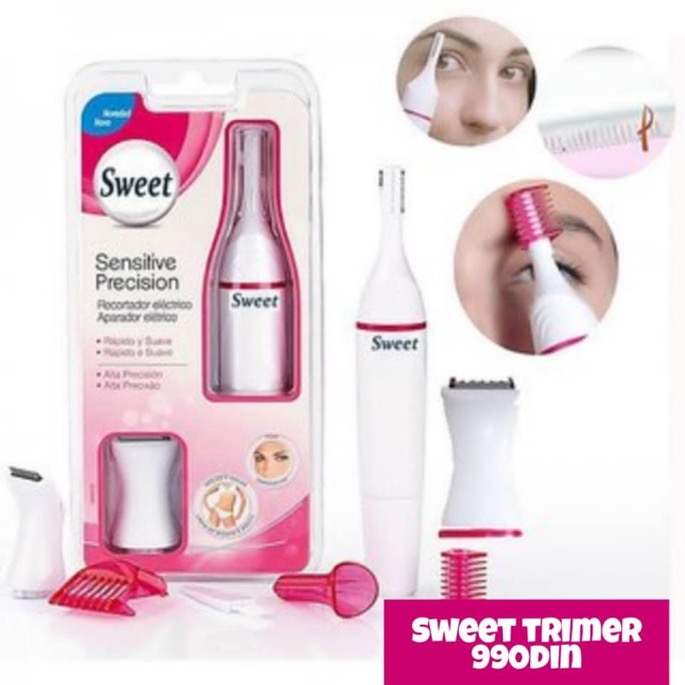 Sweet
Sensitive
Precision
Recortador eléctrico
Aparador elétrico
• Rápido y Suave
• Rápido e Suave
• Alta Precisión
• Alta Precisão
Sweet
Sweet
SWEET TRIMER
990DIN